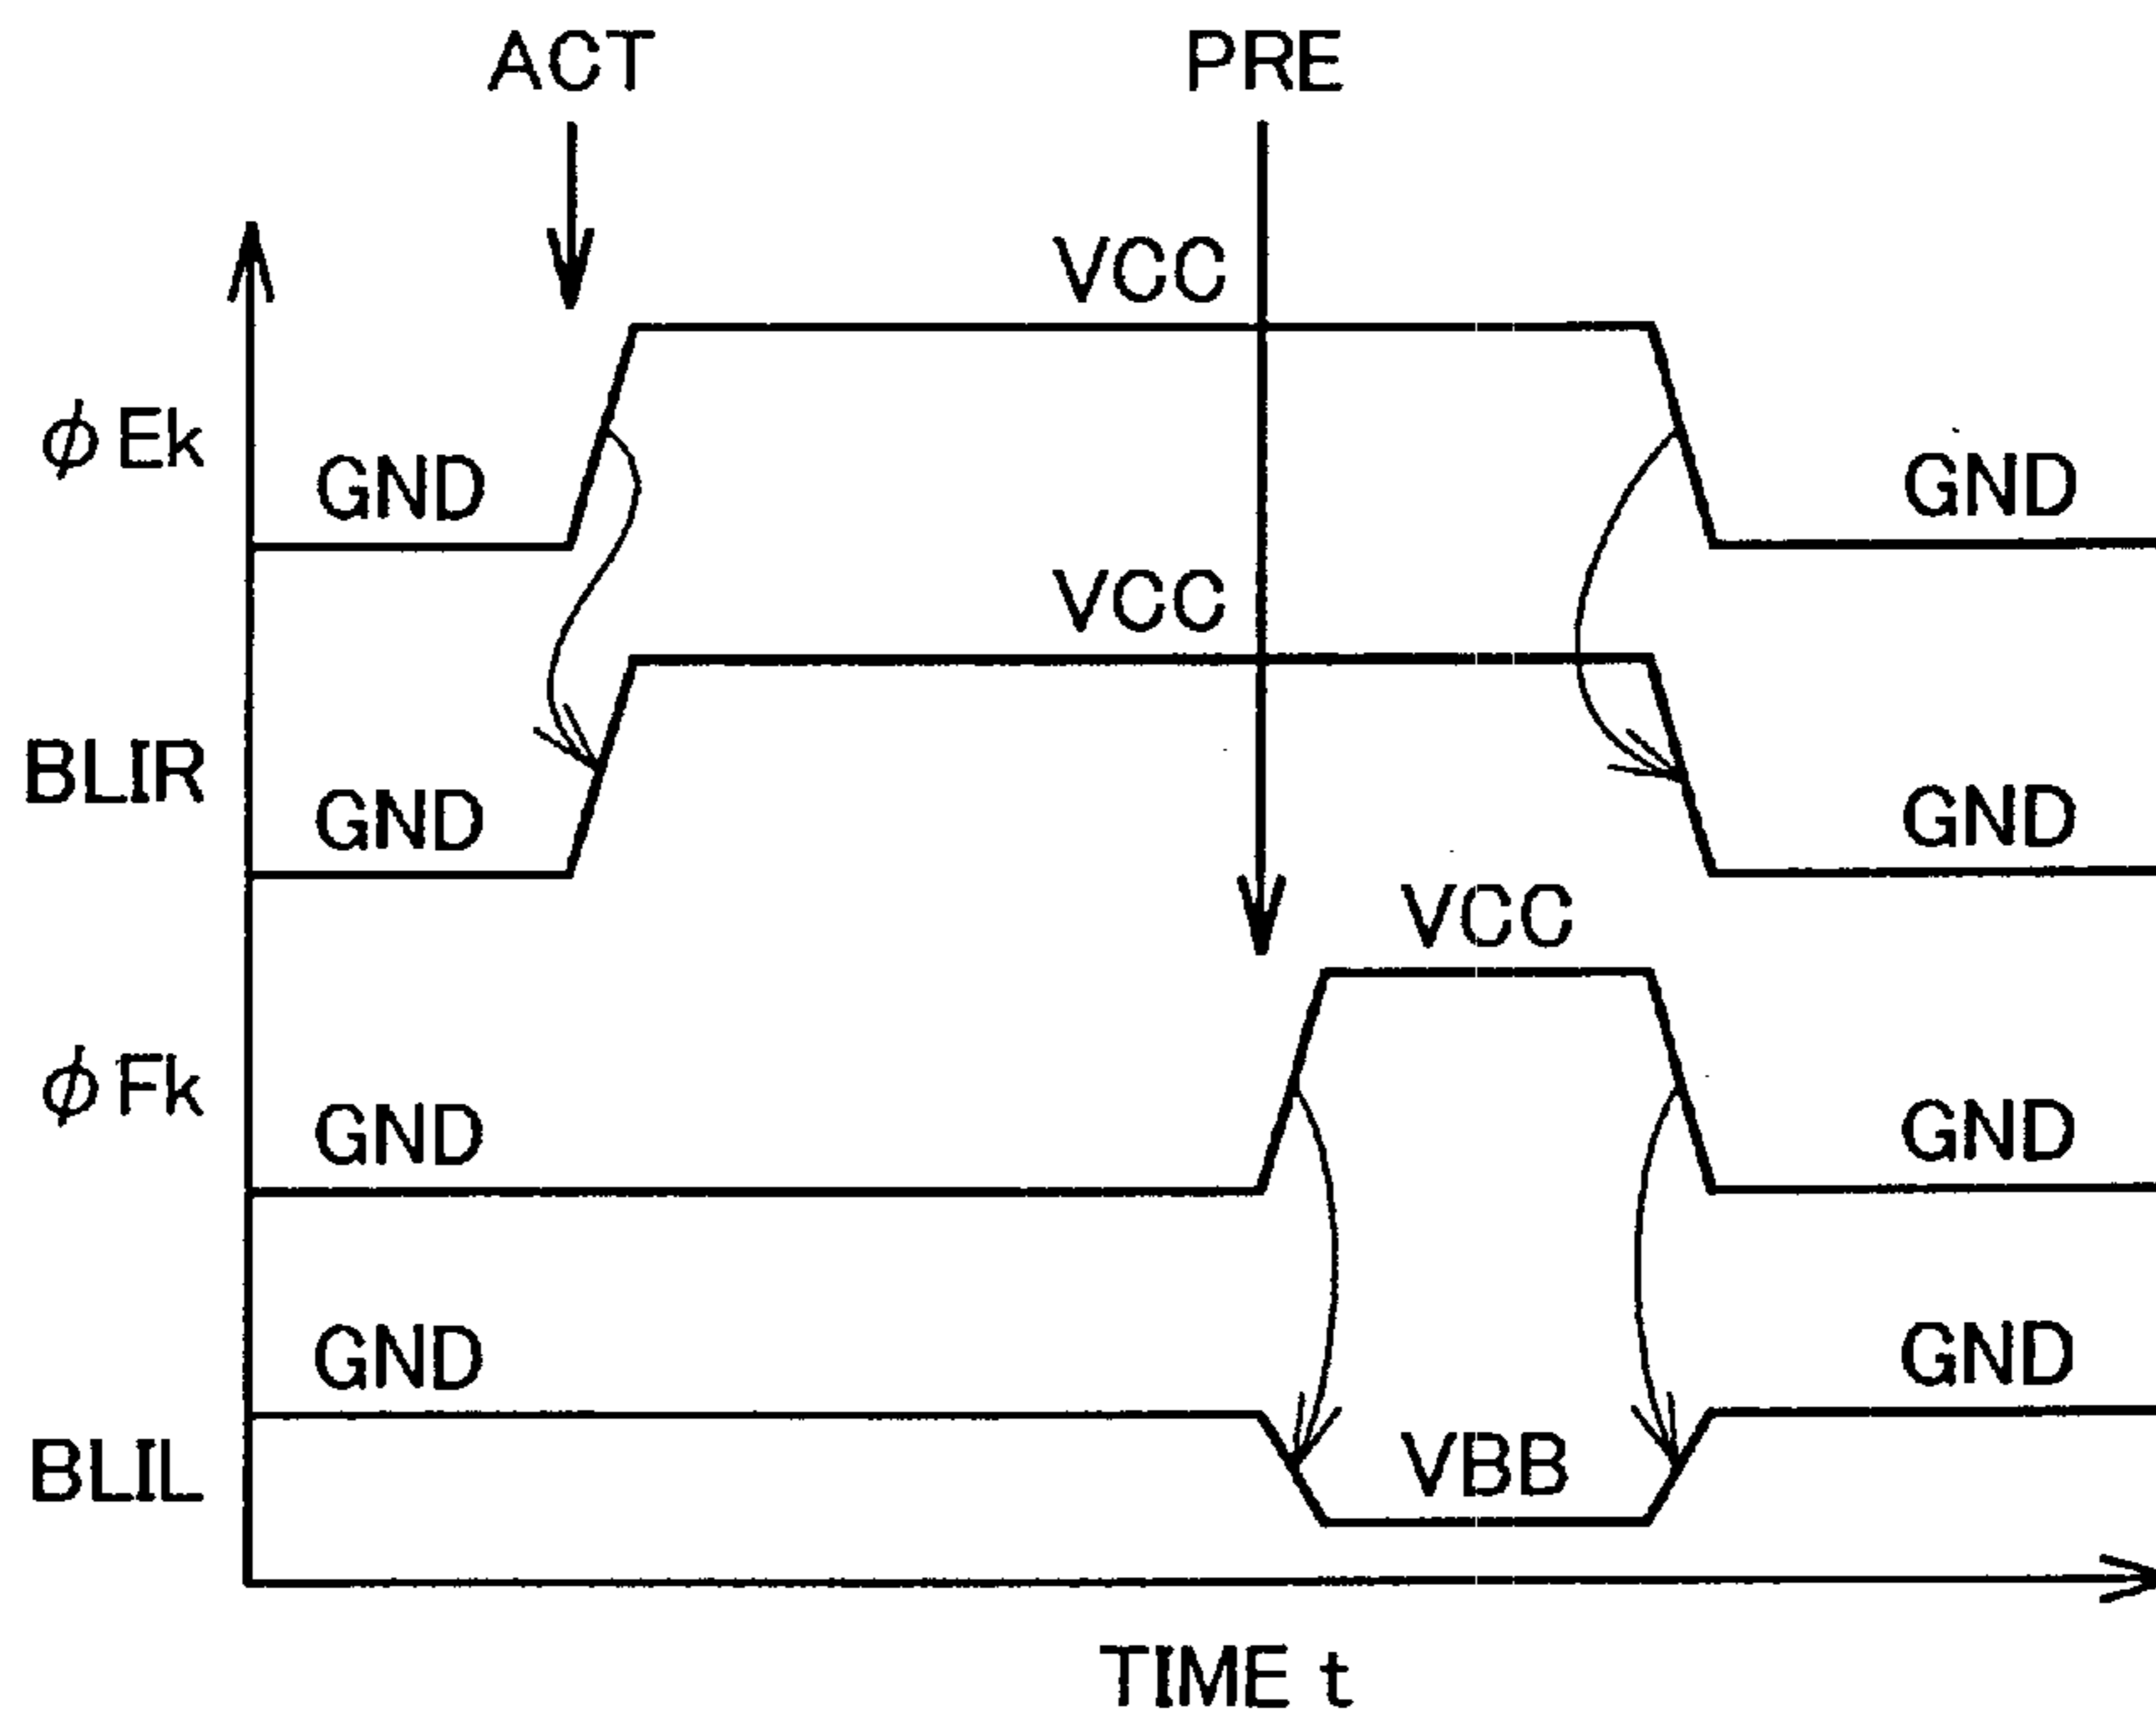 ACT PRE
VCC
φEk GND GND
VCC
BLIR GND GND
VCC
φFk GND GND
GND GND
BLIL VBB
TIME t